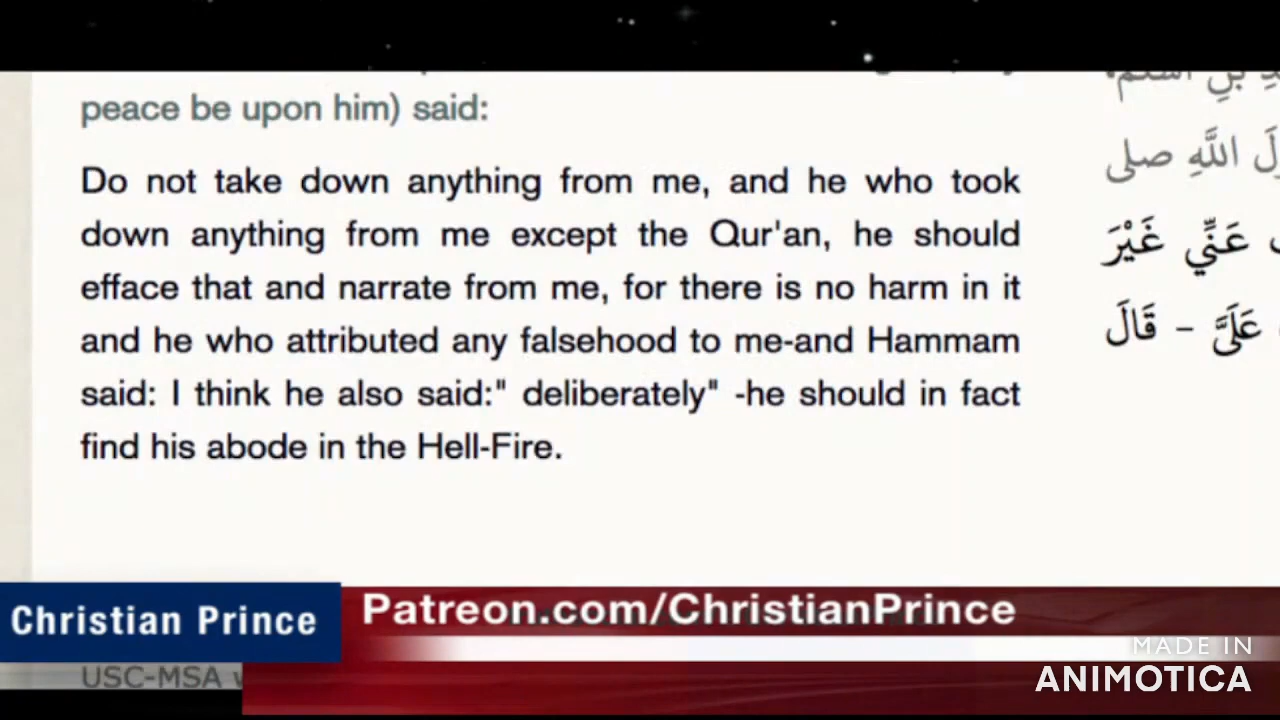 peace be upon him) said:
Do not take down anything from me, and he who took
down anything from me except the Qur'an, he should
efface that and narrate from me, for there is no harm in it
and he who attributed any falsehood to me-and Hammam
said: I think he also said:" deliberately" -he should in fact
find his abode in the Hell-Fire.
اللَّهِ صلى
عَنِّي غَيْرَ
عَلَىَّ - قَالَ
Christian Prince
Patreon.com/ChristianPrince
MADE IN
ANIMOTICA
USC-MSA